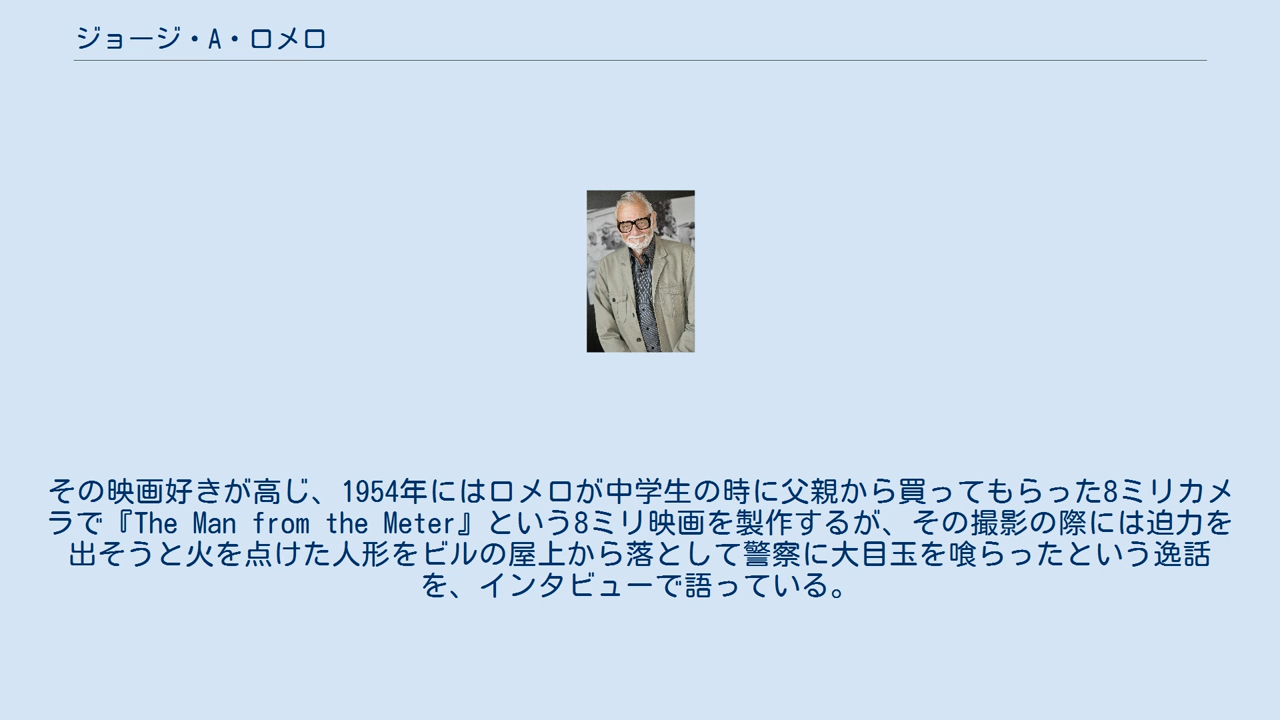 ジョージ・A・ロメロ
その映画好きが高じ、1954年にはロメロが中学生の時に父親から買ってもらった8ミリカメ
ラで『The Man from the Meter』という8ミリ映画を製作するが、その撮影の際には迫力を
出そうと火を点けた人形をビルの屋上から落として警察に大目玉を喰らったという逸話
を、インタビューで語っている。